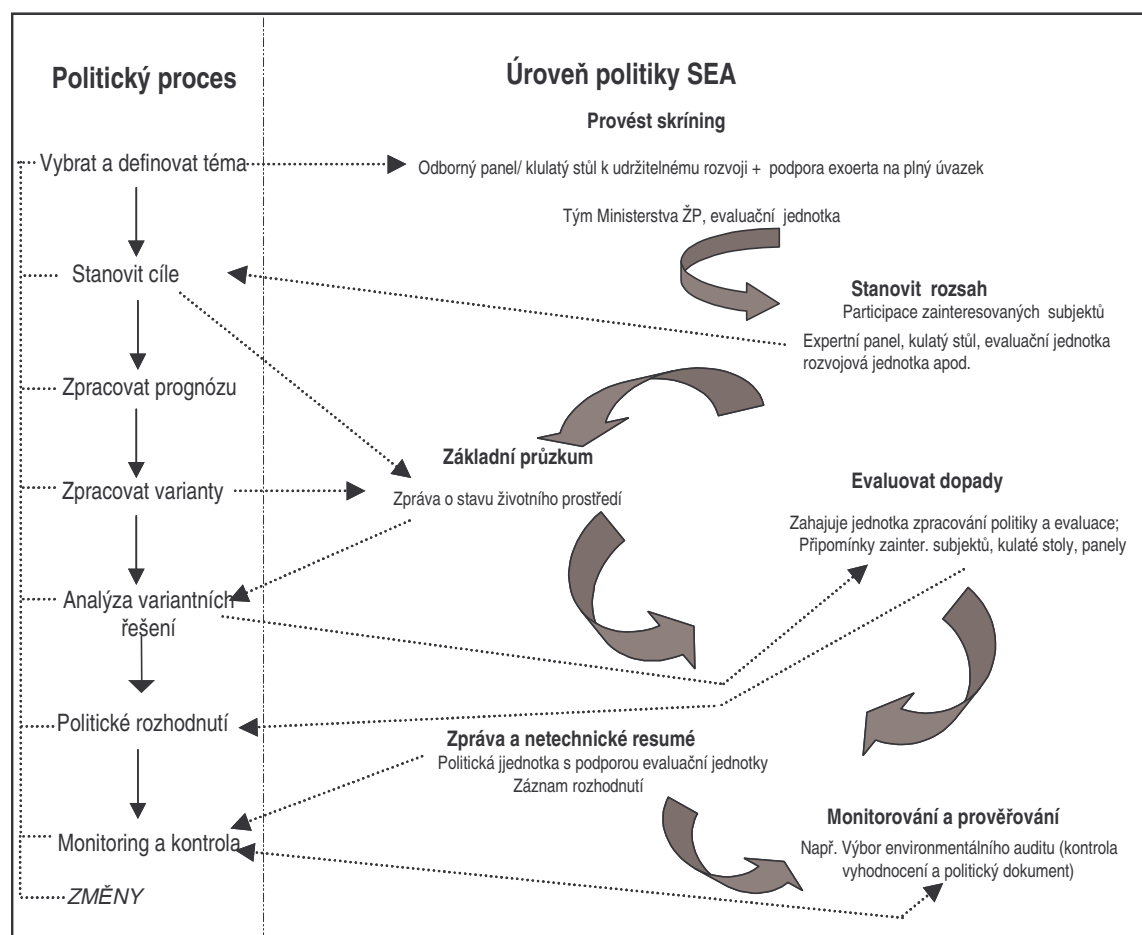 Politický proces
Vybrat a definovat téma
Stanovit cíle
Zpracovat prognózu
Zpracovat varianty
Analýza variantních
řešení
Politické rozhodnutí
Monitoring a kontrola
ZMĚNY
Úroveň politiky SEA
Provést skríning
Odborný panel/ klulatý stůl k udržitelnému rozvoji + podpora exoerta na plný úvazek
Tým Ministerstva ŽP, evaluační jednotka
Stanovit rozsah
Participace zainteresovaných subjektů
Expertní panel, kulatý stůl, evaluační jednotka
rozvojová jednotka apod.
Základní průzkum
Zpráva o stavu životního prostředí
Evaluovat dopady
Zahajuje jednotka zpracování politiky a evaluace;
Připomínky zainter. subjektů, kulaté stoly, panely
Zpráva a netechnické resumé
Politická jjednotka s podporou evaluační jednotky
Záznam rozhodnutí
Monitorování a prověřování
Např. Výbor environmentálního auditu (kontrola
vyhodnocení a politický dokument)